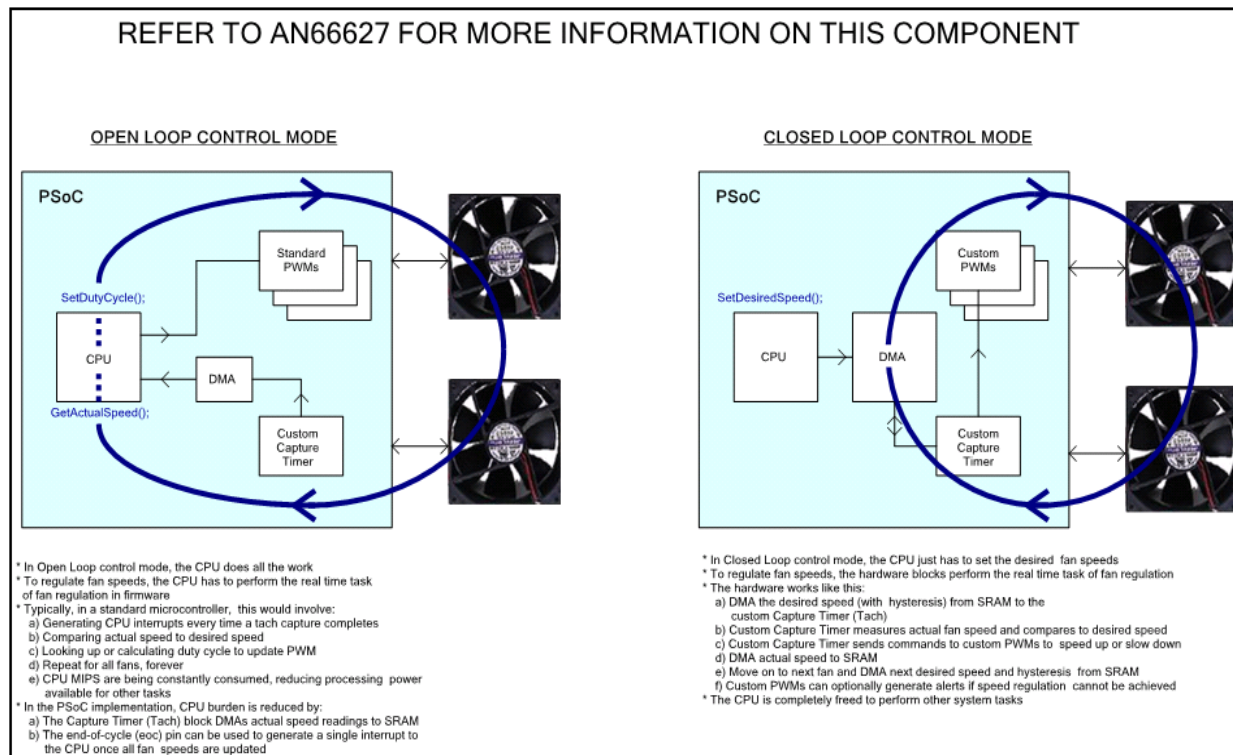 REFER TO AN66627 FOR MORE INFORMATION ON THIS COMPONENT
OPEN LOOP CONTROL MODE
PSoC
Standard
PWMs
SetDutyCycle();
CPU
DMA
GetActualSpeed();
Custom
Capture
Timer
* In Open Loop control mode, the CPU does all the work
* To regulate fan speeds, the CPU has to perform the real time task
of fan regulation in firmware
* Typically, in a standard microcontroller, this would involve:
a) Generating CPU interrupts every time a tach capture completes
b) Comparing actual speed to desired speed
c) Looking up or calculating duty cycle to update PWM
d) Repeat for all fans, forever
e) CPU MIPS are being constantly consumed, reducing processing power
available for other tasks
* In the PSoC implementation, CPU burden is reduced by:
a) The Capture Timer (Tach) block DMAs actual speed readings to SRAM
b) The end-of-cycle (eoc) pin can be used to generate a single interrupt to
the CPU once all fan speeds are updated
CLOSED LOOP CONTROL MODE
PSoC
Custom
PWMs
SetDesiredSpeed();
CPU
DMA
Custom
Capture
Timer
* In Closed Loop control mode, the CPU just has to set the desired fan speeds
* To regulate fan speeds, the hardware blocks perform the real time task of fan regulation
* The hardware works like this:
a) DMA the desired speed (with hysteresis) from SRAM to the
custom Capture Timer (Tach)
b) Custom Capture Timer measures actual fan speed and compares to desired speed
c) Custom Capture Timer sends commands to custom PWMs to speed up or slow down
d) DMA actual speed to SRAM
e) Move on to next fan and DMA next desired speed and hysteresis from SRAM
f) Custom PWMs can optionally generate alerts if speed regulation cannot be achieved
* The CPU is completely freed to perform other system tasks